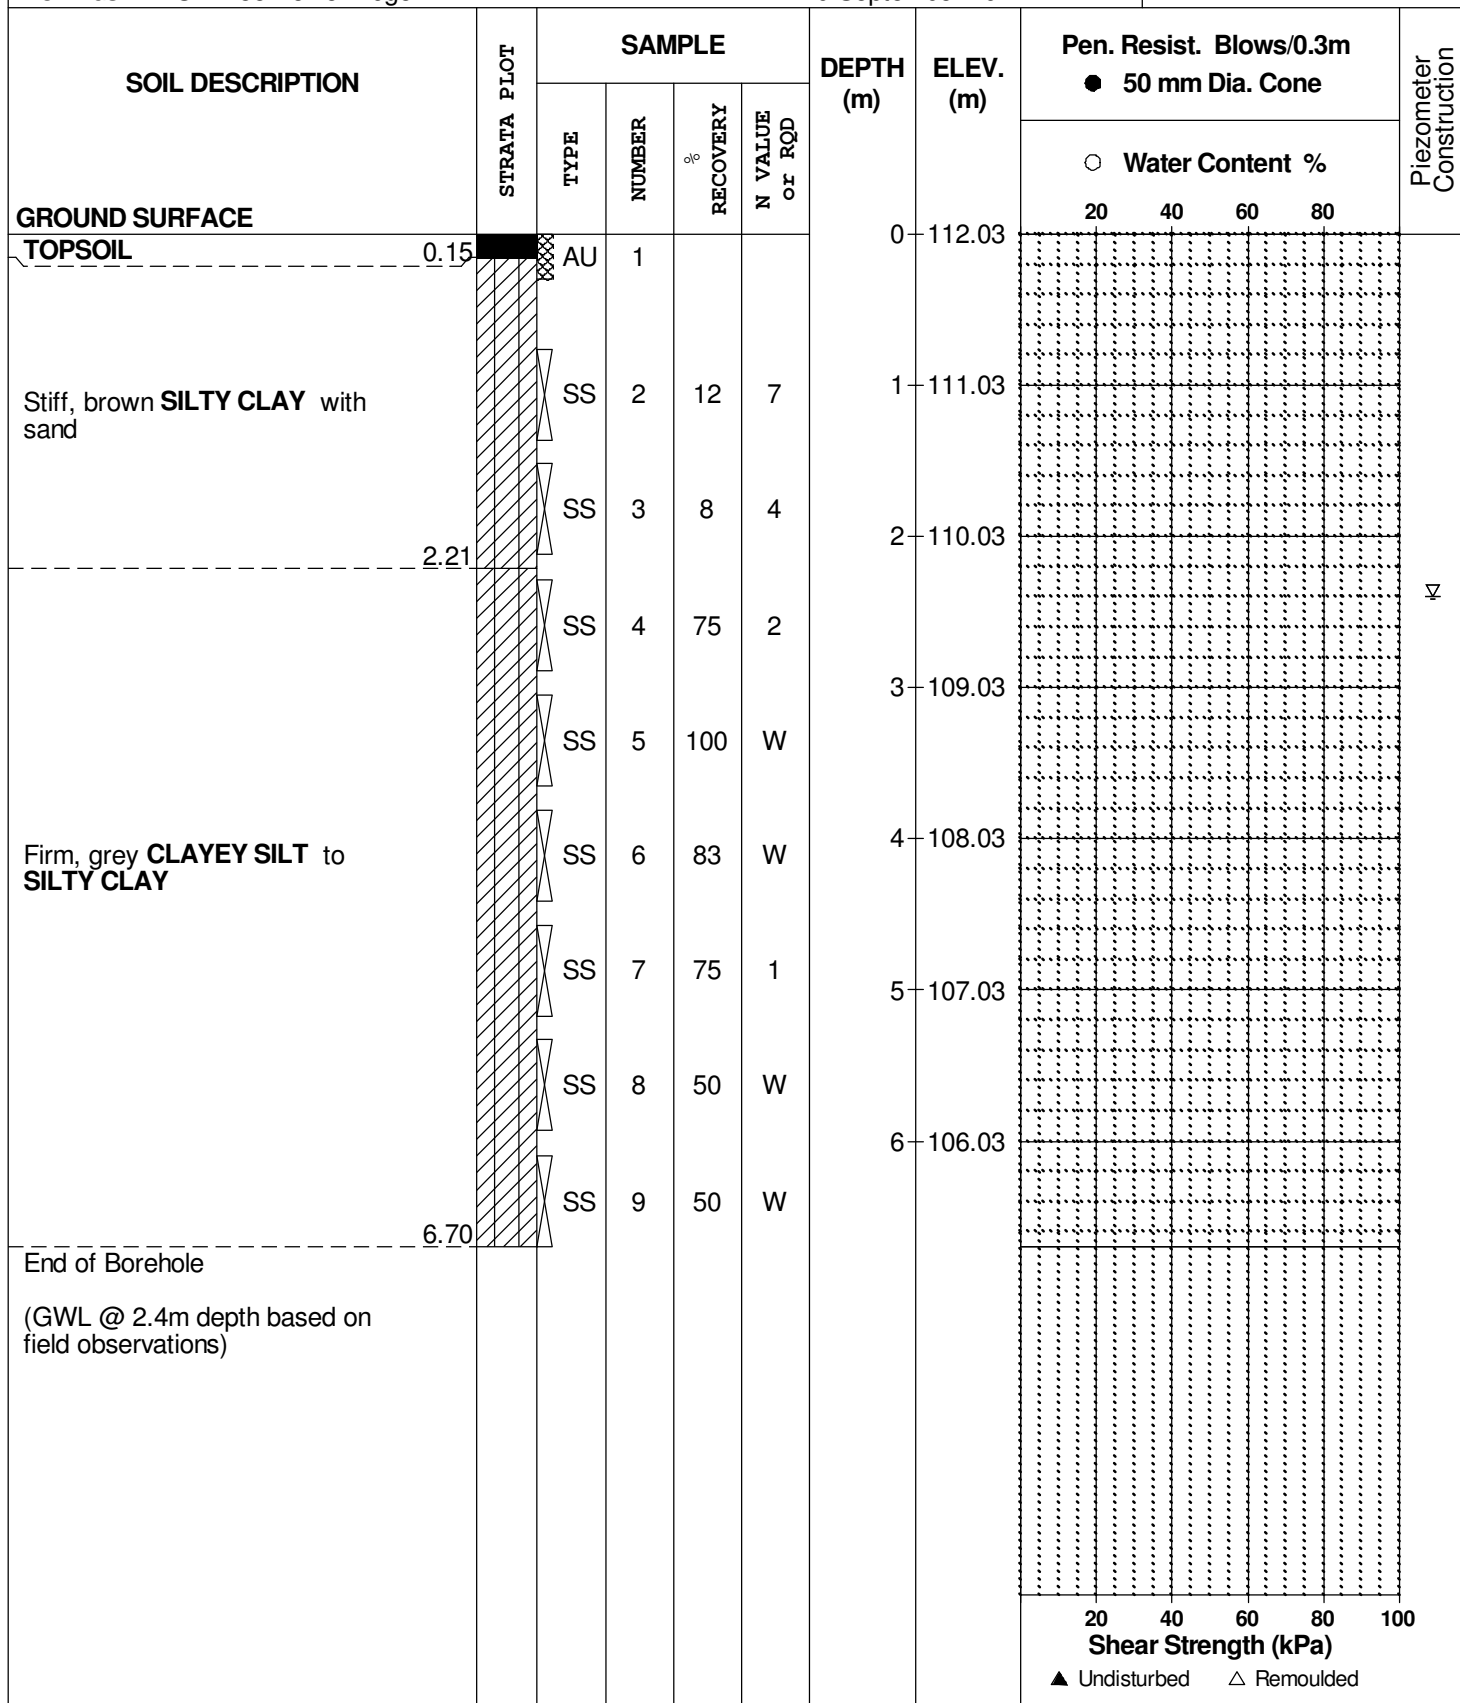 SOIL DESCRIPTION
STRATA PLOT
SAMPLE
TYPE
NUMBER
% RECOVERY
N VALUE or RQD
DEPTH (m)
ELEV. (m)
Pen. Resist. Blows/0.3m
● 50 mm Dia. Cone
○ Water Content %
20 40 60 80
Piezometer Construction
GROUND SURFACE
0 112.03
TOPSOIL 0.15
AU 1
Stiff, brown SILTY CLAY with
sand
SS 2 12 7
1 111.03
SS 3 8 4
2 110.03
2.21
SS 4 75 2
3 109.03
SS 5 100 W
4 108.03
Firm, grey CLAYEY SILT to
SILTY CLAY
SS 6 83 W
SS 7 75 1
5 107.03
SS 8 50 W
6 106.03
SS 9 50 W
6.70
End of Borehole
(GWL @ 2.4m depth based on
field observations)
20 40 60 80 100
Shear Strength (kPa)
▲ Undisturbed △ Remoulded